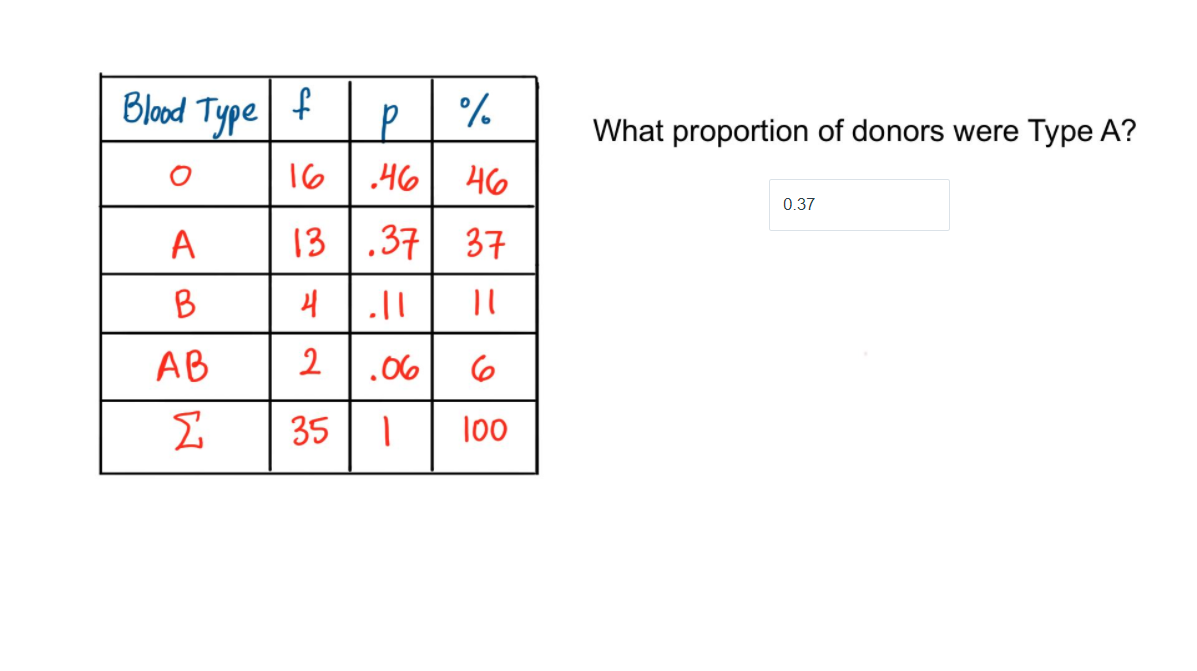 Blood Type f p %
O 16 .46 46
A 13 .37 37
B 4 .11 11
AB 2 .06 6
Σ 35 1 100
What proportion of donors were Type A?
0.37